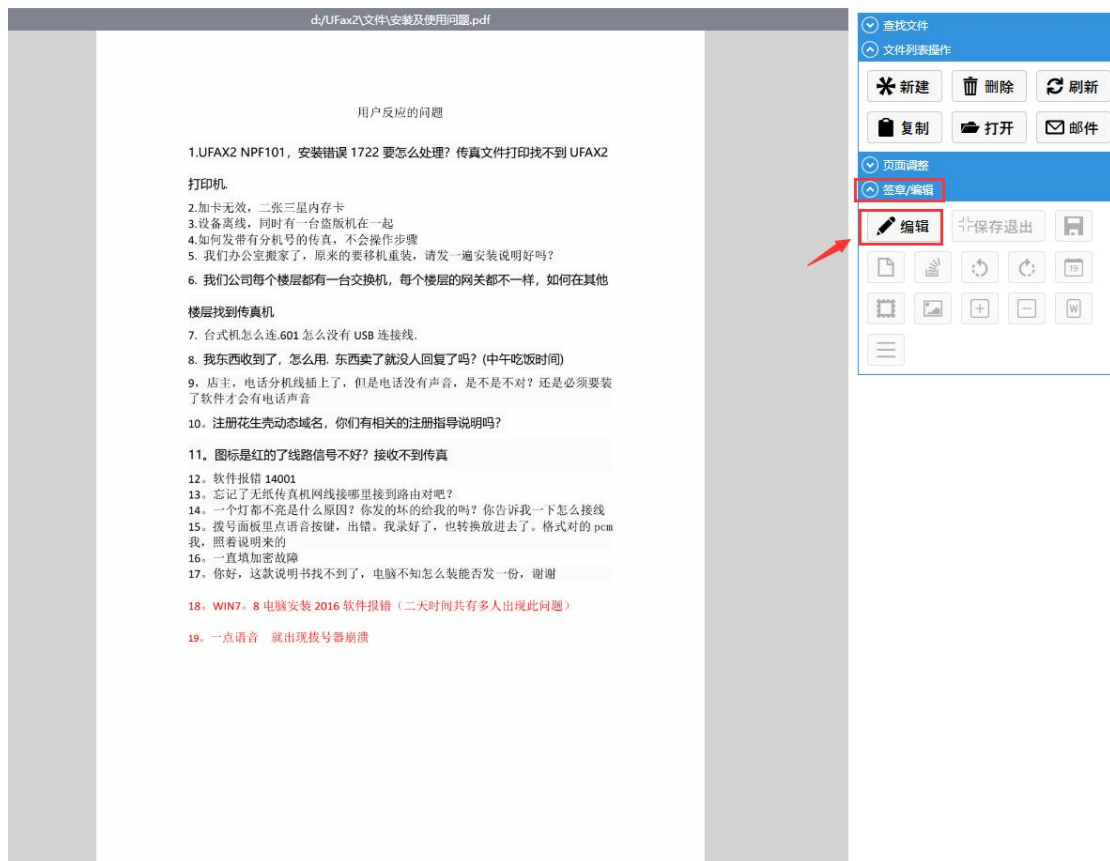 d:/UFax2\文件\安装及使用问题.pdf
用户反应的问题
1.UFAX2 NPF101，安装错误 1722 要怎么处理？传真文件打印找不到 UFAX2
打印机.
2.加卡无效，二张三星内存卡
3.设备离线，同时有一台盗版机在一起
4.如何发带有分机号的传真，不会操作步骤
5. 我们办公室搬家了，原来的要移机重装，请发一遍安装说明好吗？
6. 我们公司每个楼层都有一台交换机，每个楼层的网关都不一样，如何在其他
楼层找到传真机
7. 台式机怎么连.601 怎么没有 USB 连接线.
8. 我东西收到了，怎么用. 东西卖了就没人回复了吗？(中午吃饭时间)
9，店主，电话分机线插上了，但是电话没有声音，是不是不对？还是必须要装
了软件才会有电话声音
10。注册花生壳动态域名，你们有相关的注册指导说明吗？
11。图标是红的了线路信号不好？接收不到传真
12。软件报错 14001
13。忘记了无纸传真机网线接哪里接到路由对吧？
14。一个灯都不亮是什么原因？你发的坏的给我的吗？你告诉我一下怎么接线
15。拨号面板里点语音按键，出错。我录好了，也转换放进去了。格式对的 pcm
我，照着说明来的
16。一直填加密故障
17。你好，这款说明书找不到了，电脑不知怎么装能否发一份，谢谢
18。WIN7。8 电脑安装 2016 软件报错（二天时间共有多人出现此问题）
19。一点语音　就出现拔号器崩溃
查找文件
文件列表操作
新建 删除 刷新
复制 打开 邮件
页面调整
签章/编辑
编辑 保存退出
19
W